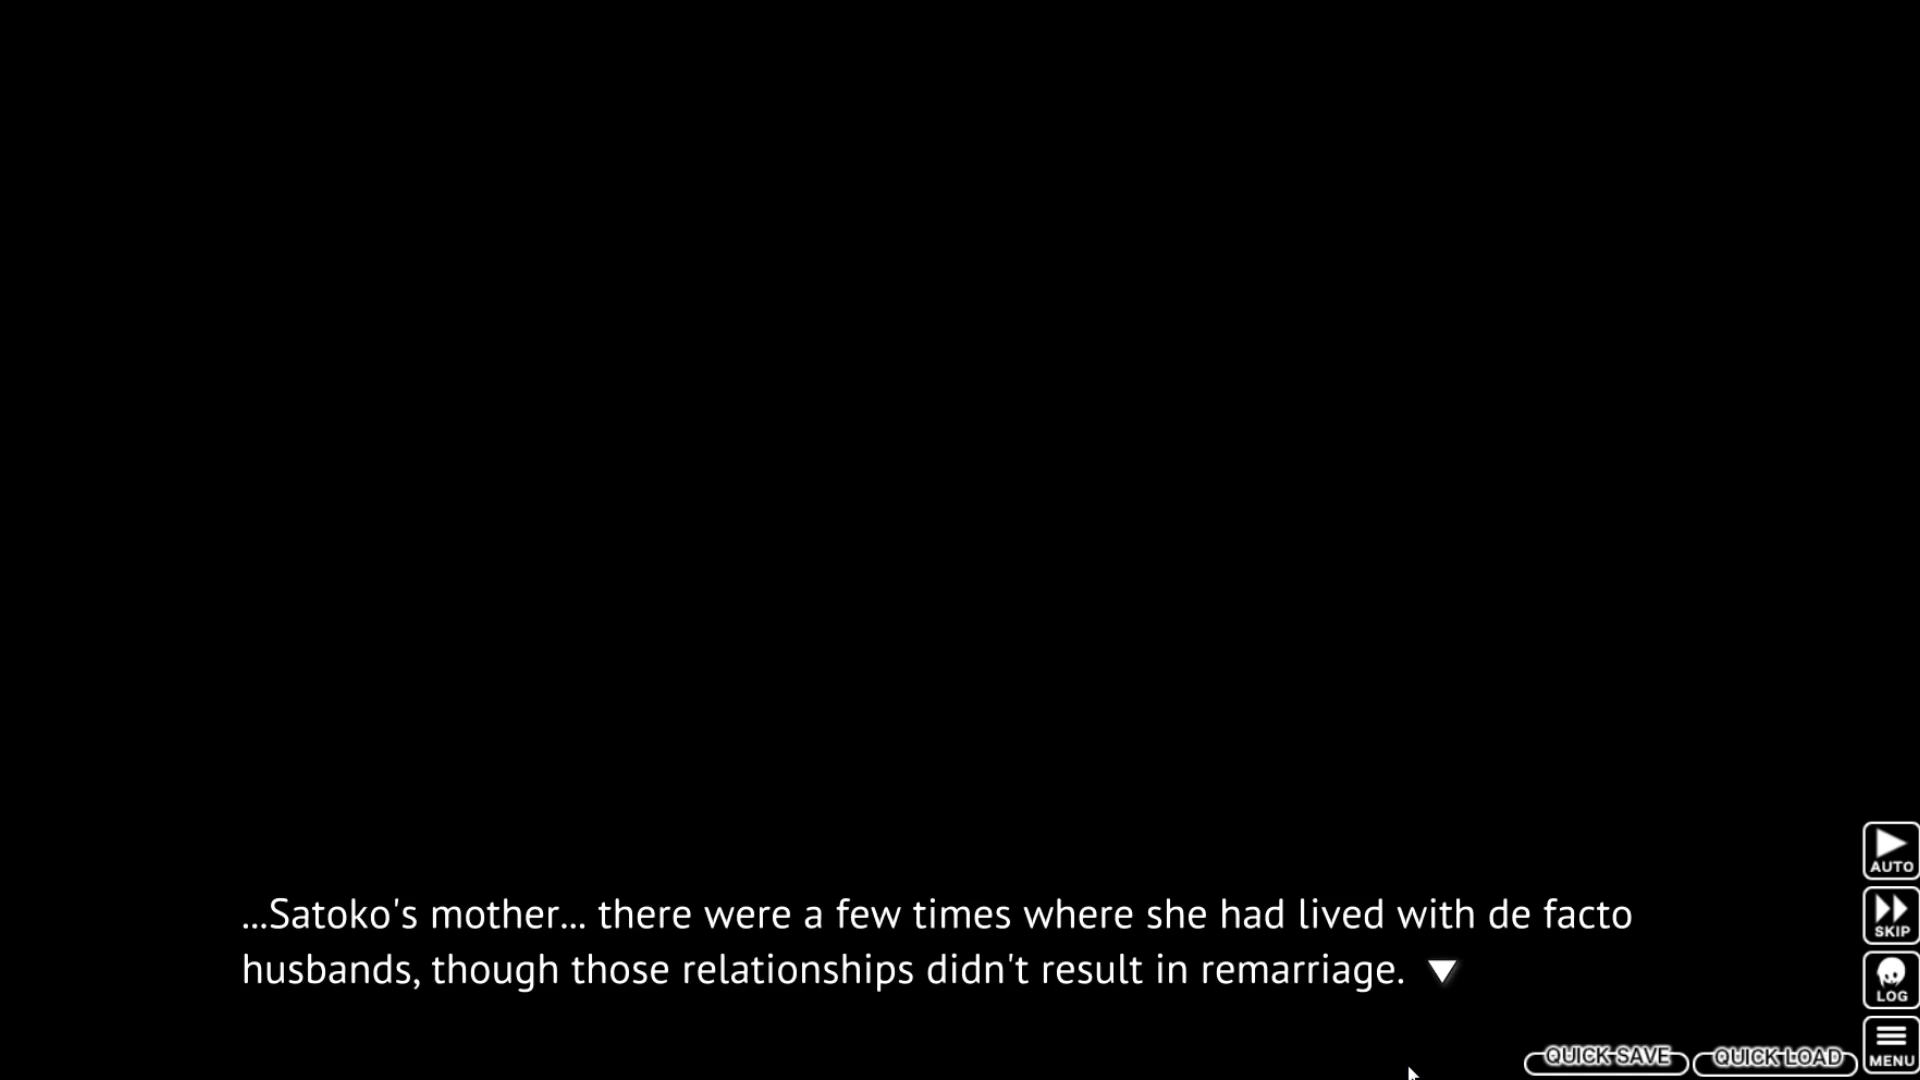 ...Satoko's mother... there were a few times where she had lived with de facto
husbands, though those relationships didn't result in remarriage.
AUTO
SKIP
LOG
MENU
QUICK SAVE
QUICK LOAD